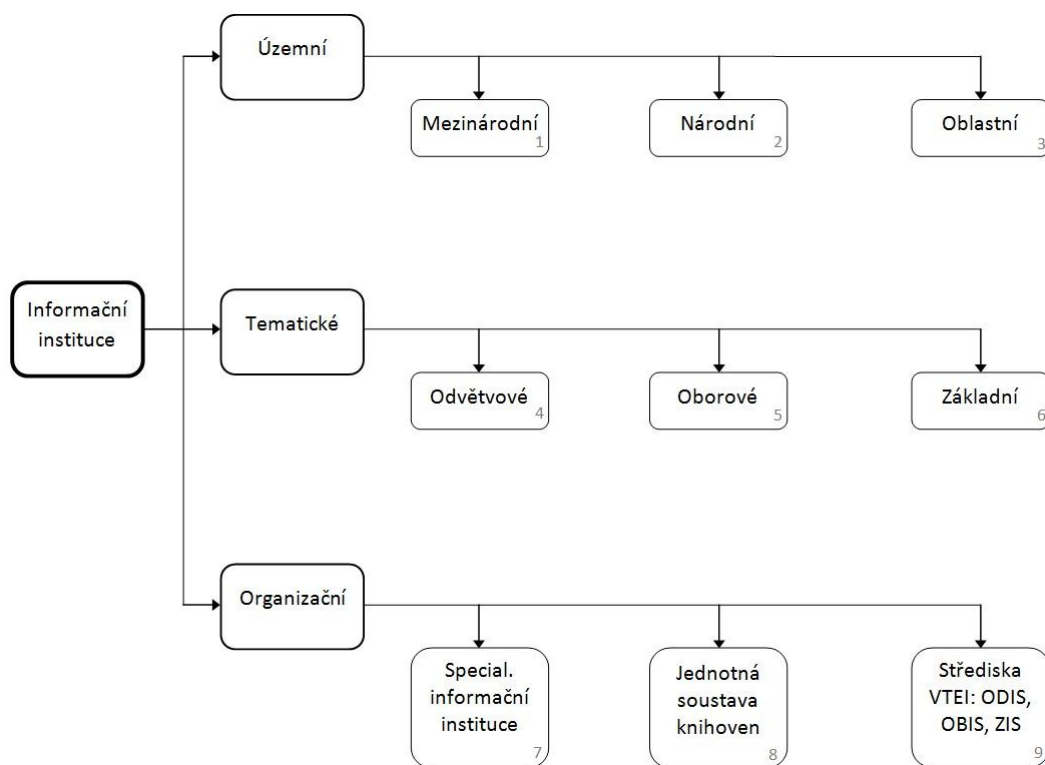 Územní
Mezinárodní
1
Národní
2
Oblastní
3
Informační
instituce
Tematické
Odvětvové
4
Oborové
5
Základní
6
Organizační
Special.
informační
instituce
7
Jednotná
soustava
knihoven
8
Střediska
VTEI: ODIS,
OBIS, ZIS
9